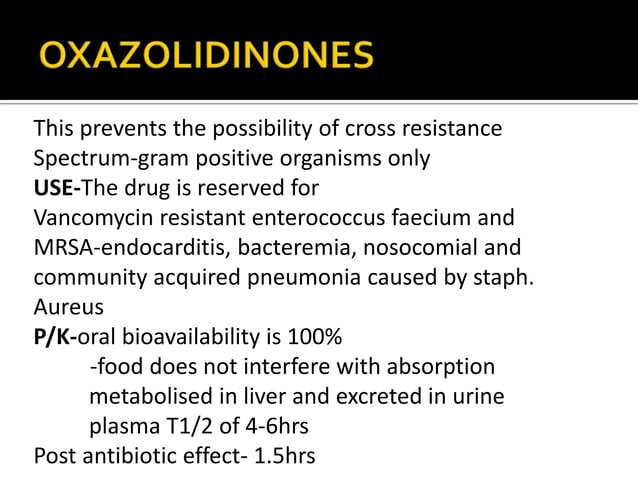 OXAZOLIDINONES
This prevents the possibility of cross resistance
Spectrum-gram positive organisms only
USE-The drug is reserved for
Vancomycin resistant enterococcus faecium and
MRSA-endocarditis, bacteremia, nosocomial and
community acquired pneumonia caused by staph.
Aureus
P/K-oral bioavailability is 100%
-food does not interfere with absorption
metabolised in liver and excreted in urine
plasma T1/2 of 4-6hrs
Post antibiotic effect- 1.5hrs